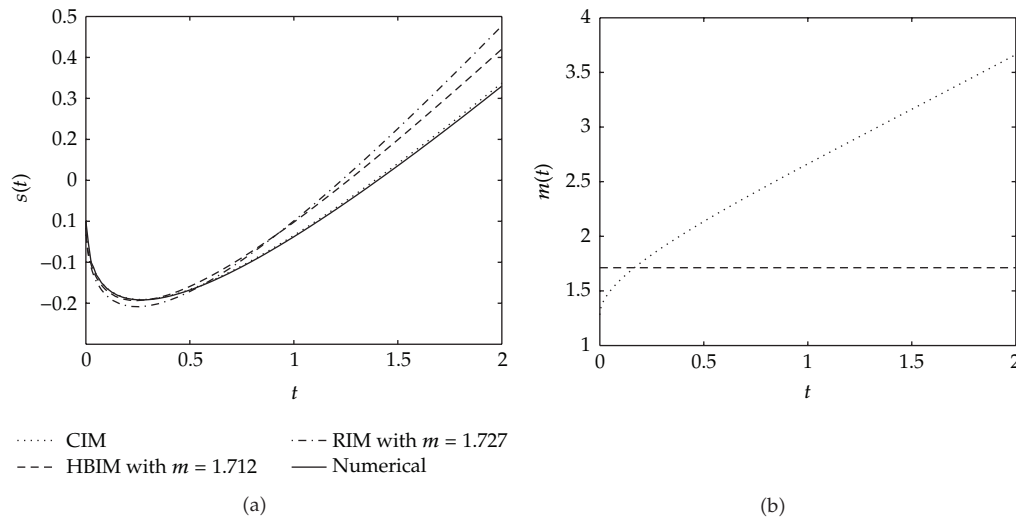 0.5
0.4
0.3
0.2
0
0.1
−0.1
−0.2
s(t)
0
0.5
1
1.5
2
t
4
3.5
3
2.5
2
1.5
1
m(t)
0
0.5
1
1.5
2
t
CIM
HBIM with m = 1.712
RIM with m = 1.727
Numerical
(a)
(b)